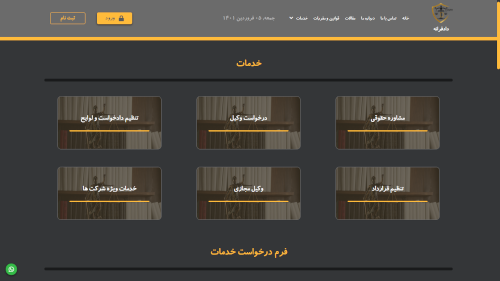 خانه
تماس با ما
درباره ما
مقالات
قوانین و مقررات
خدمات
جمعه، ۰۵ فروردین ۱۴۰۱
ورود
ثبت نام
خدمات
مشاوره حقوقی
درخواست وکیل
تنظیم دادخواست و لوایح
تنظیم قرارداد
وکیل مجازی
خدمات ویژه شرکت ها
فرم درخواست خدمات